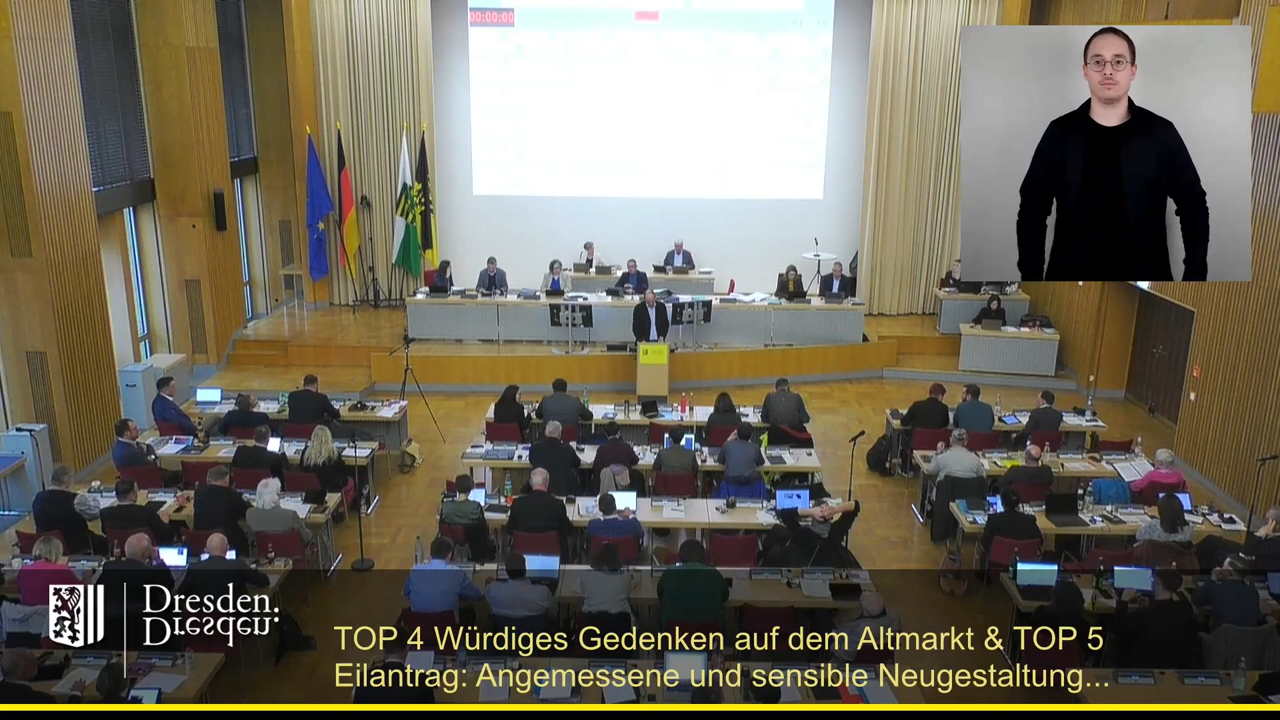 00:00:00
Dresden.
Dresden.
TOP 4 Würdiges Gedenken auf dem Altmarkt & TOP 5
Eilantrag: Angemessene und sensible Neugestaltung...